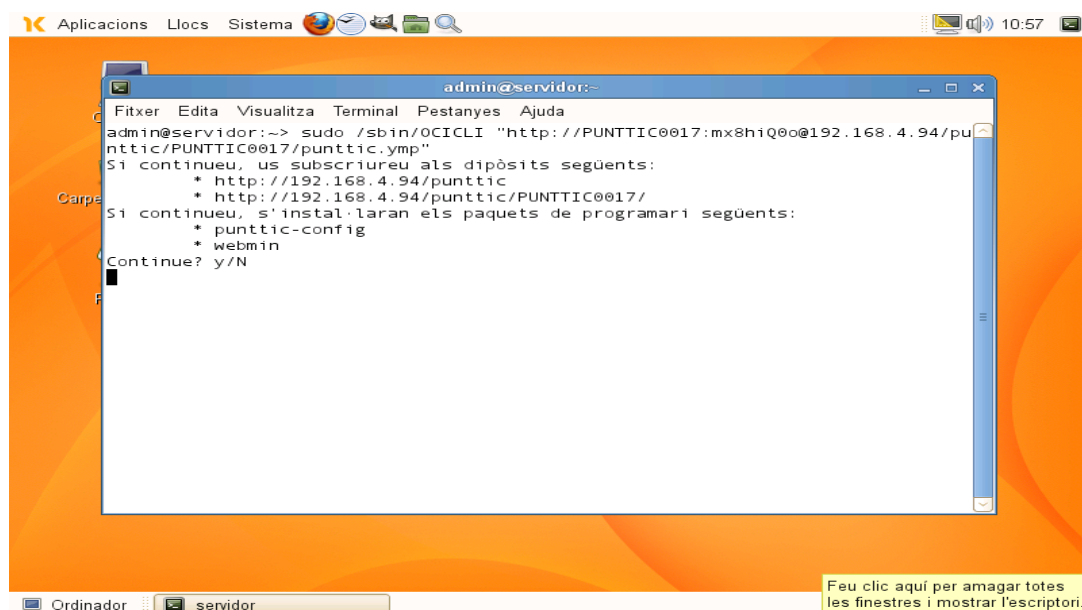 Aplicacions Llocs Sistema 10:57
admin@servidor:~
Fitxer Edita Visualitza Terminal Pestanyes Ajuda
admin@servidor:~> sudo /sbin/OCICLI "http://PUNTTIC0017:mx8hiQ0o@192.168.4.94/pu
nttic/PUNTTIC0017/punttic.ymp"
Si continueu, us subscriureu als dipòsits següents:
* http://192.168.4.94/punttic
* http://192.168.4.94/punttic/PUNTTIC0017/
Si continueu, s'instal·laran els paquets de programari següents:
* punttic-config
* webmin
Continue? y/N
Carpe
Feu clic aquí per amagar totes
les finestres i mostrar l'escriptori.
Ordinador servidor